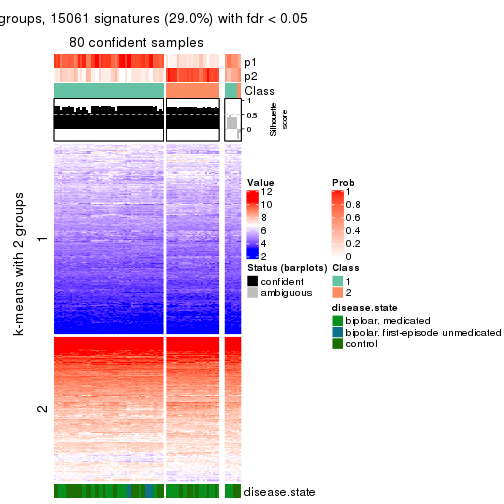 groups, 15061 signatures (29.0%) with fdr < 0.05
80 confident samples
p1
p2
Class
1
0.5
0
Silhouette
score
k-means with 2 groups
1
2
Value
12
10
8
6
4
2
Prob
1
0.8
0.6
0.4
0.2
0
Status (barplots)
confident
ambiguous
Class
1
2
disease.state
biploar. medicated
bipolar. first-episode unmedicated
control
disease.state